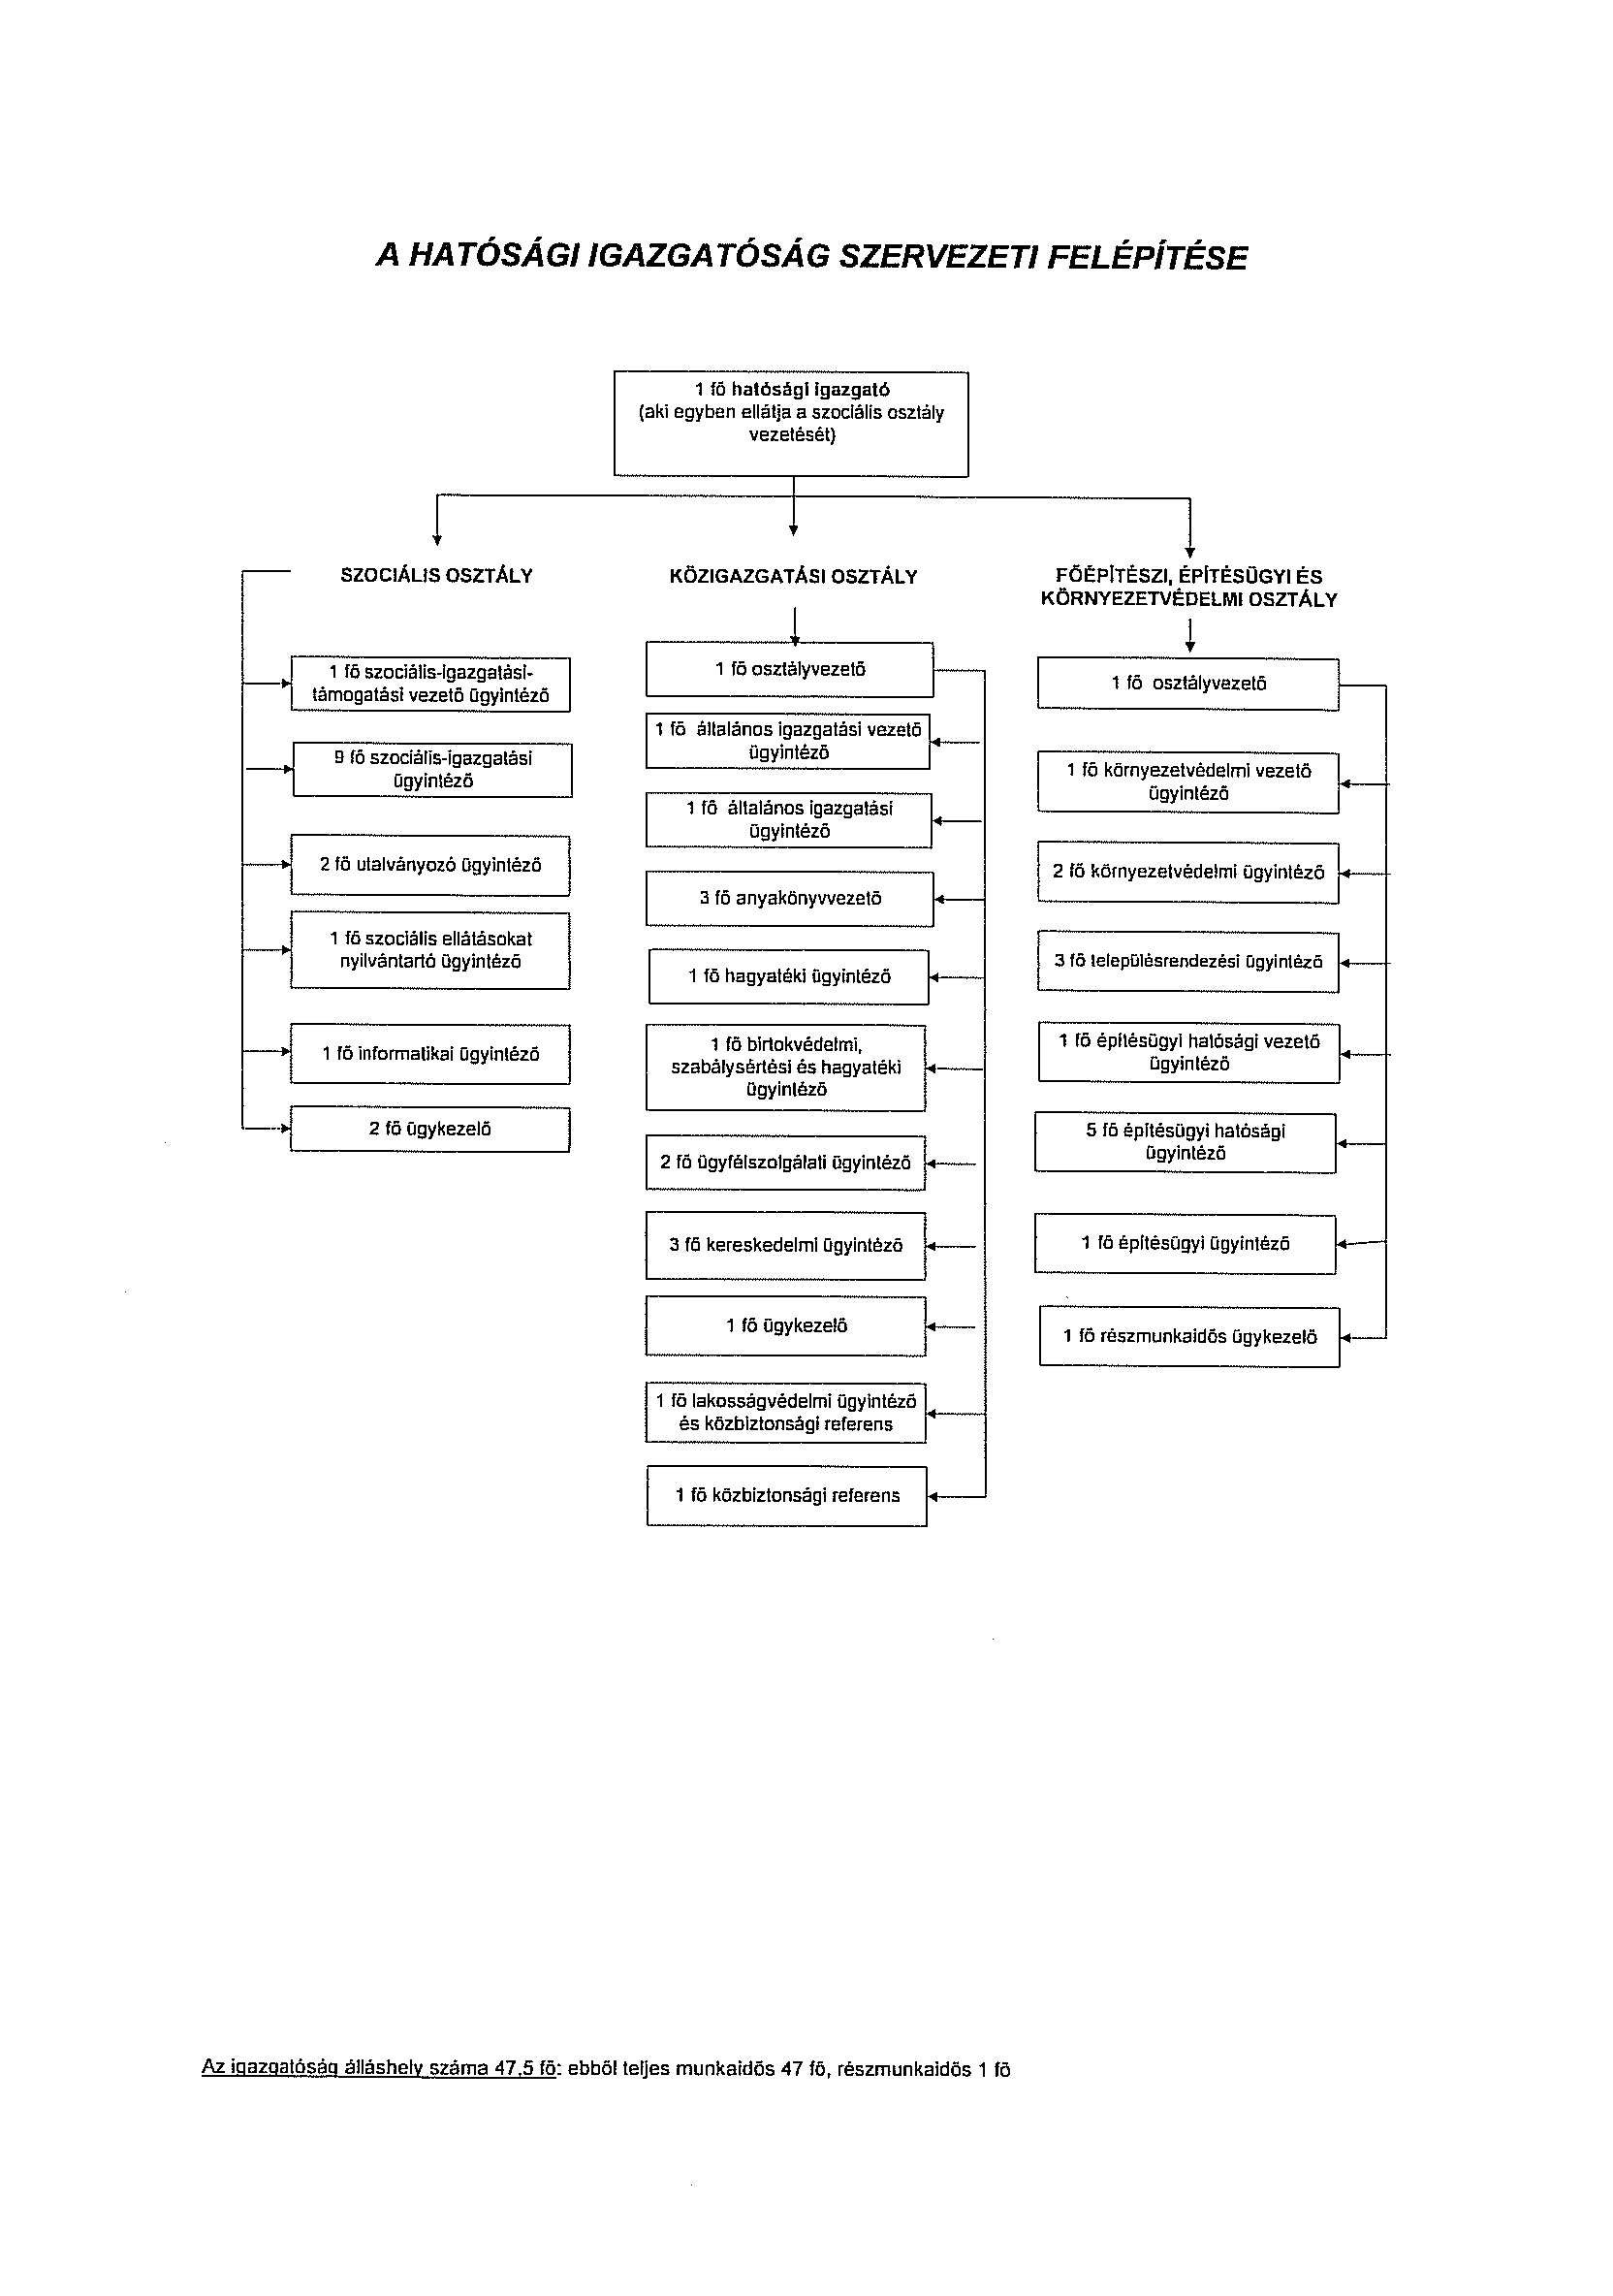 A HATÓSÁGI IGAZGATÓSÁG SZERVEZETI FELÉPÍTÉSE
1 fő hatósági igazgató
(aki egyben ellátja a szociális osztály
vezetését)
SZOCIÁLIS OSZTÁLY
1 fő szociális-igazgatási-
támogatási vezető ügyintéző
9 fő szociális-igazgatási
ügyintéző
2 fő utalványozó ügyintéző
1 fő szociális ellátásokat
nyilvántartó ügyintéző
1 fő informatikai ügyintéző
2 fő ügykezelő
KÖZIGAZGATÁSI OSZTÁLY
1 fő osztályvezető
1 fő általános igazgatási vezető
ügyintéző
1 fő általános igazgatási
ügyintéző
3 fő anyakönyvvezető
1 fő hagyatéki ügyintéző
1 fő birtokvédelmi,
szabálysértési és hagyatéki
ügyintéző
2 fő ügyfélszolgálati ügyintéző
3 fő kereskedelmi ügyintéző
1 fő ügykezelő
1 fő lakosságvédelmi ügyintéző
és közbiztonsági referens
1 fő közbiztonsági referens
FŐÉPÍTÉSZI, ÉPÍTÉSÜGYI ÉS
KÖRNYEZETVÉDELMI OSZTÁLY
1 fő osztályvezető
1 fő környezetvédelmi vezető
ügyintéző
2 fő környezetvédelmi ügyintéző
3 fő településrendezési ügyintéző
1 fő építésügyi hatósági vezető
ügyintéző
5 fő építésügyi hatósági
ügyintéző
1 fő építésügyi ügyintéző
1 fő részmunkaidős ügykezelő
Az igazgatóság álláshely száma 47,5 fő: ebből teljes munkaidős 47 fő, részmunkaidős 1 fő